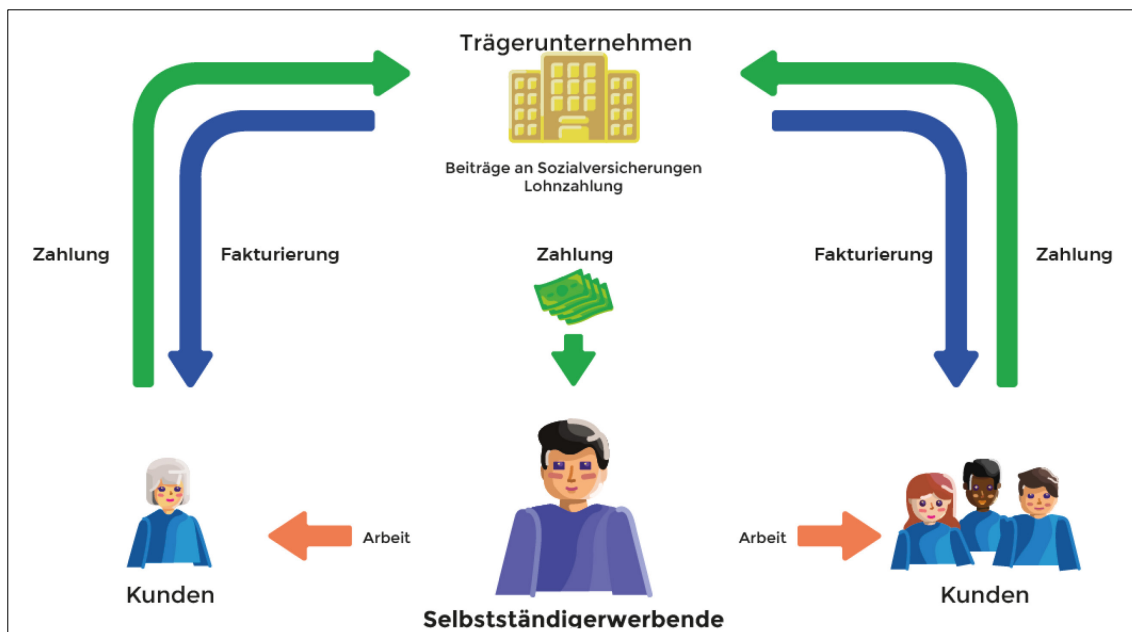 Trägerunternehmen
Beiträge an Sozialversicherungen
Lohnzahlung
Zahlung
Fakturierung
Zahlung
Fakturierung
Zahlung
Arbeit
Arbeit
Kunden
Selbstständigerwerbende
Kunden